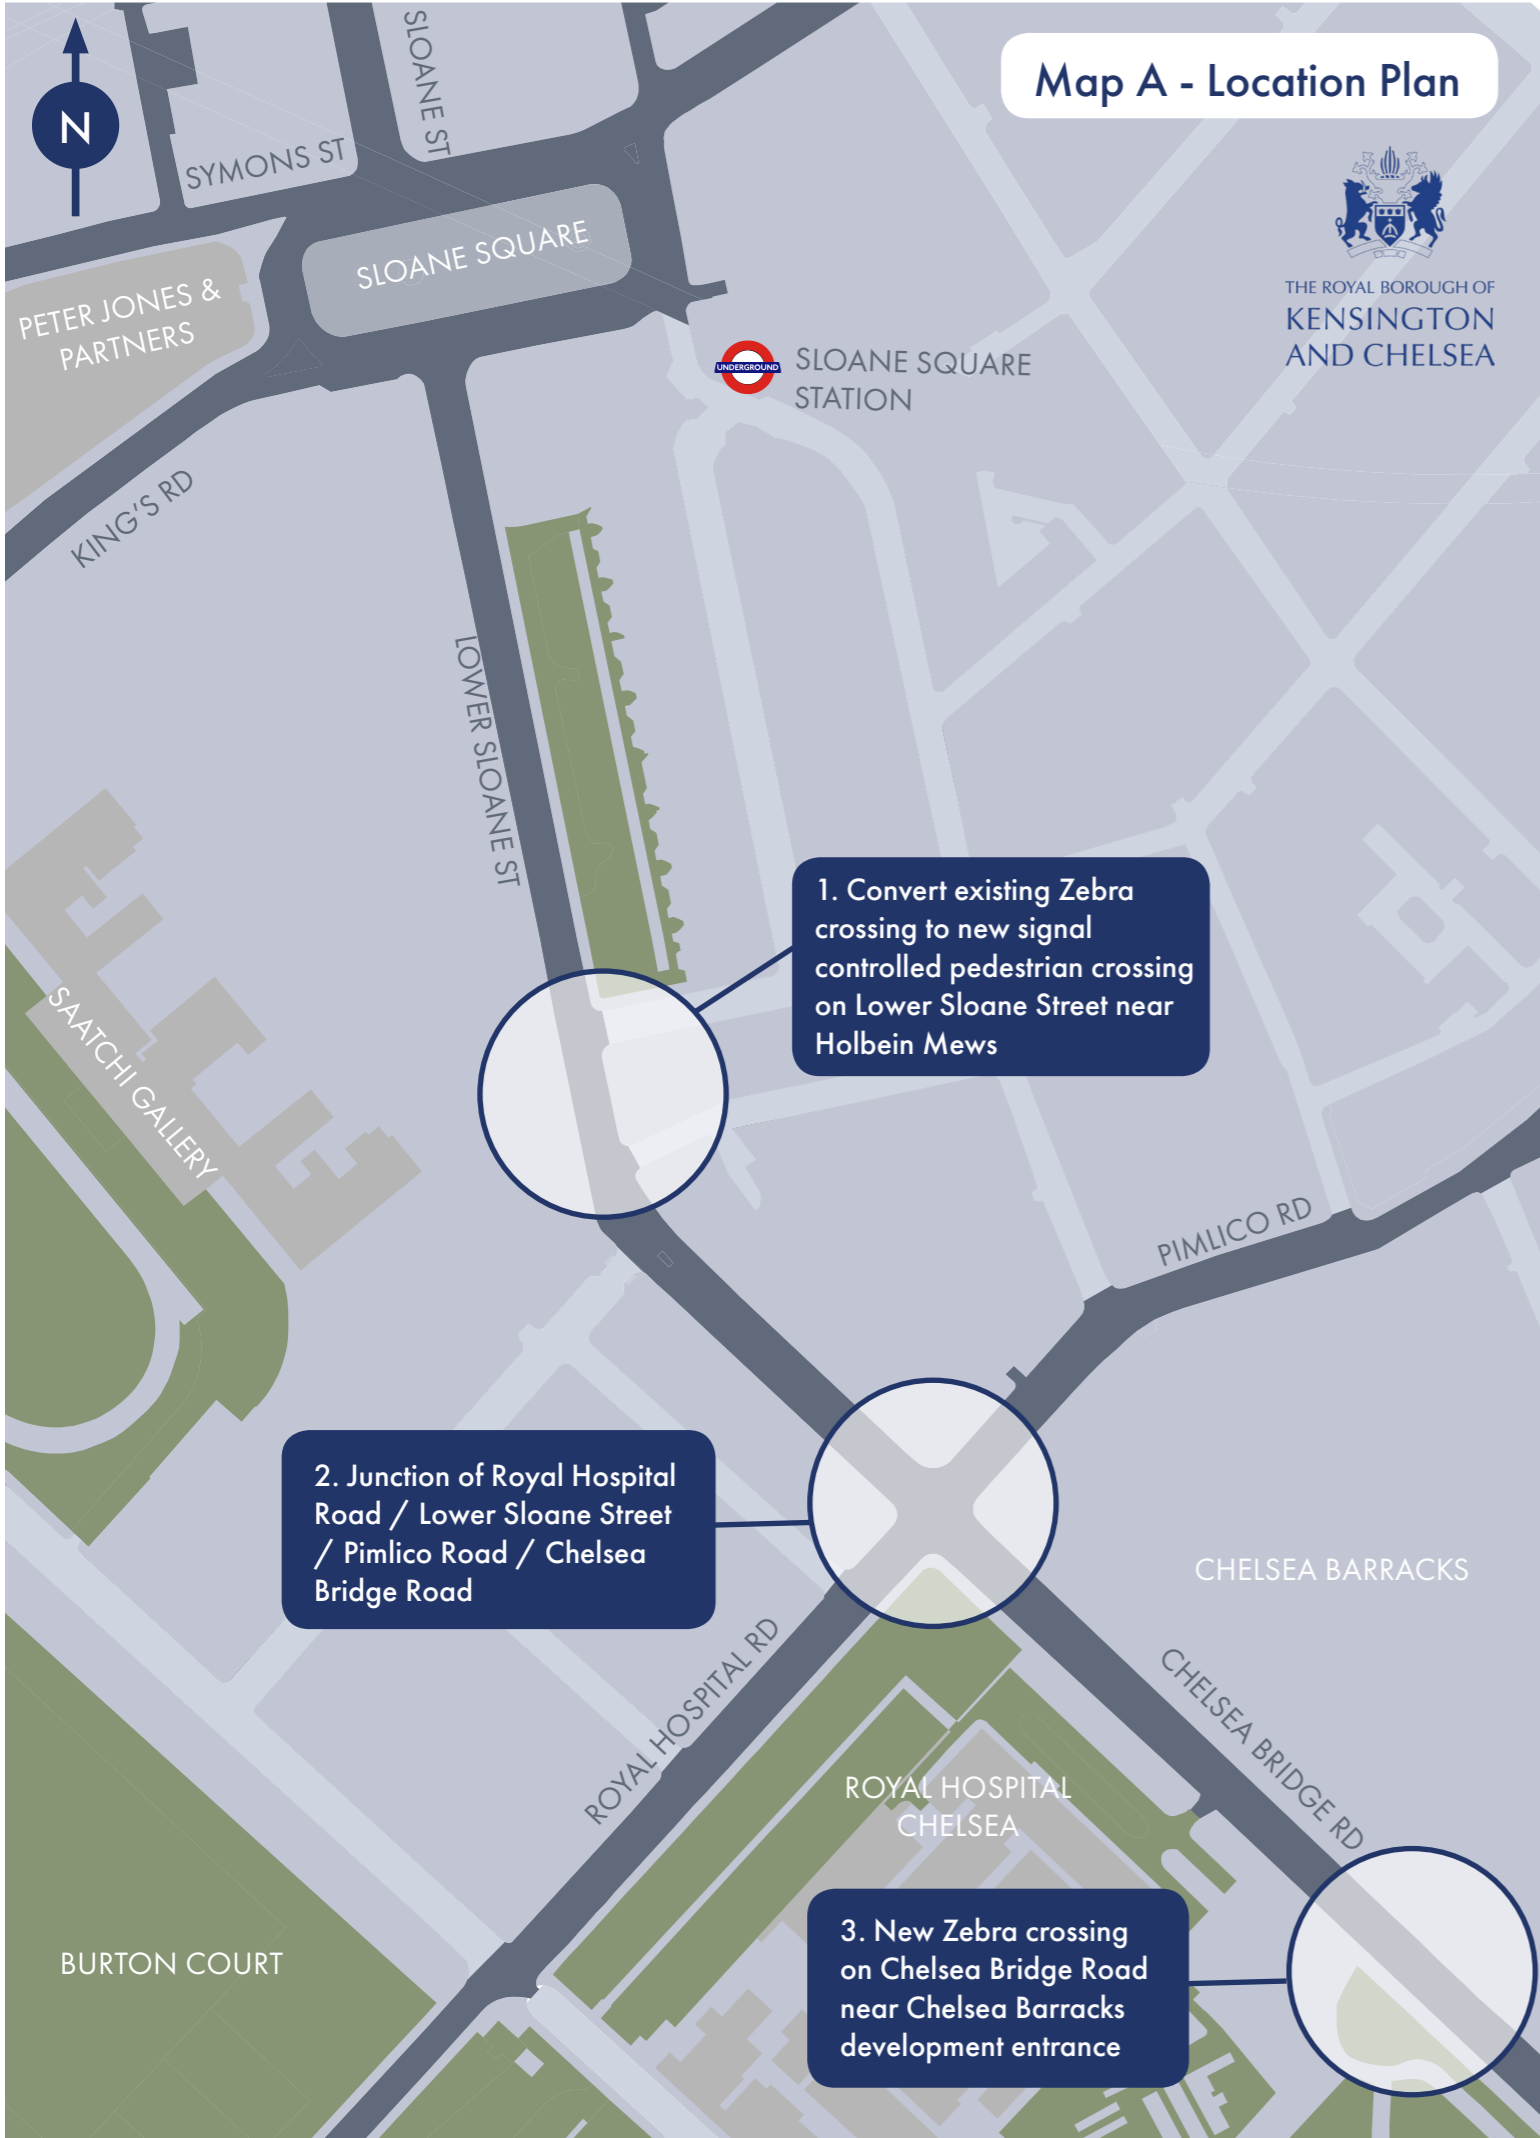 Map A - Location Plan
N
SLOANE ST
SYMONS ST
SLOANE SQUARE
PETER JONES &
PARTNERS
THE ROYAL BOROUGH OF
KENSINGTON
AND CHELSEA
UNDERGROUND
SLOANE SQUARE
STATION
KING'S RD
LOWER SLOANE ST
1. Convert existing Zebra
crossing to new signal
controlled pedestrian crossing
on Lower Sloane Street near
Holbein Mews
SAATCHI GALLERY
PIMLICO RD
2. Junction of Royal Hospital
Road / Lower Sloane Street
/ Pimlico Road / Chelsea
Bridge Road
CHELSEA BARRACKS
ROYAL HOSPITAL RD
CHELSEA BRIDGE RD
ROYAL HOSPITAL
CHELSEA
BURTON COURT
3. New Zebra crossing
on Chelsea Bridge Road
near Chelsea Barracks
development entrance